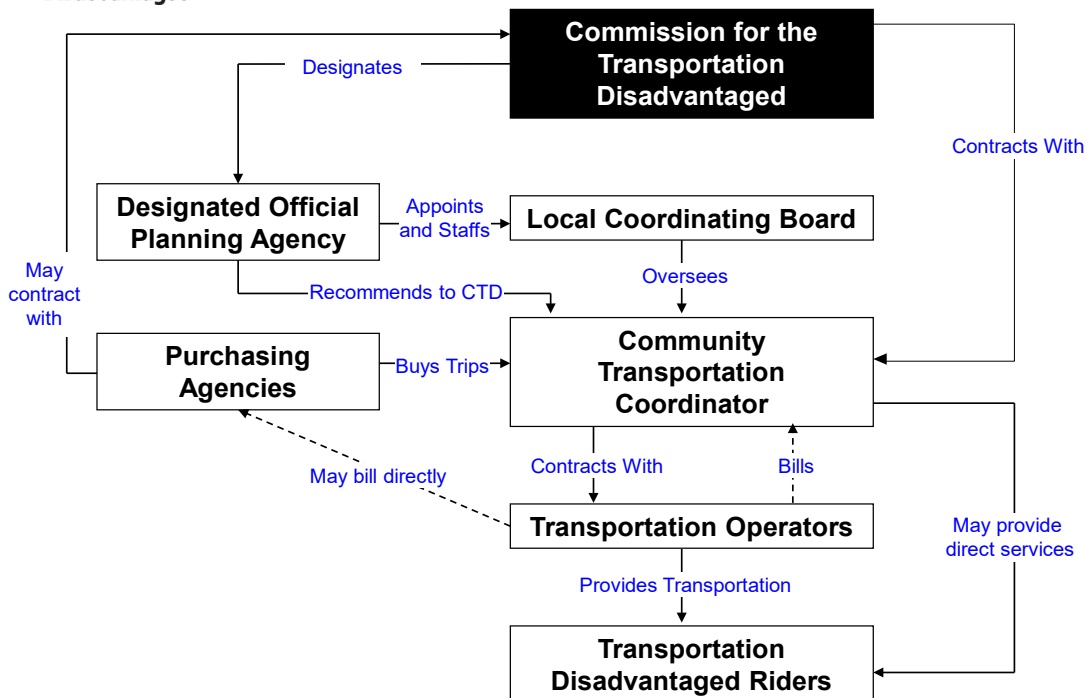 Commission for the
Transportation
Disadvantaged
Designates
Contracts With
Designated Official
Planning Agency
Appoints
and Staffs
Local Coordinating Board
May
contract
with
Recommends to CTD
Oversees
Purchasing
Agencies
Buys Trips
Community
Transportation
Coordinator
May bill directly
Contracts With
Bills
Transportation Operators
May provide
direct services
Provides Transportation
Transportation
Disadvantaged Riders